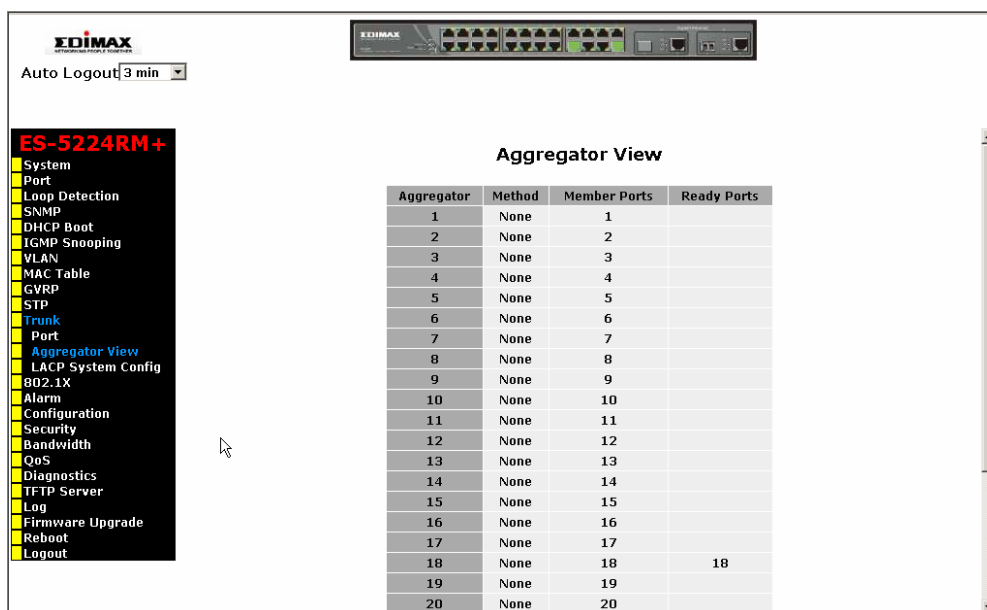 EDIMAX
NETWORKING PEOPLE TOGETHER
EDIMAX
Auto Logout 3 min
ES-5224RM+
System
Port
Loop Detection
SNMP
DHCP Boot
IGMP Snooping
VLAN
MAC Table
GVRP
STP
Trunk
Port
Aggregator View
LACP System Config
802.1X
Alarm
Configuration
Security
Bandwidth
QoS
Diagnostics
TFTP Server
Log
Firmware Upgrade
Reboot
Logout
Aggregator View
Aggregator Method Member Ports Ready Ports
1 None 1
2 None 2
3 None 3
4 None 4
5 None 5
6 None 6
7 None 7
8 None 8
9 None 9
10 None 10
11 None 11
12 None 12
13 None 13
14 None 14
15 None 15
16 None 16
17 None 17
18 None 18 18
19 None 19
20 None 20